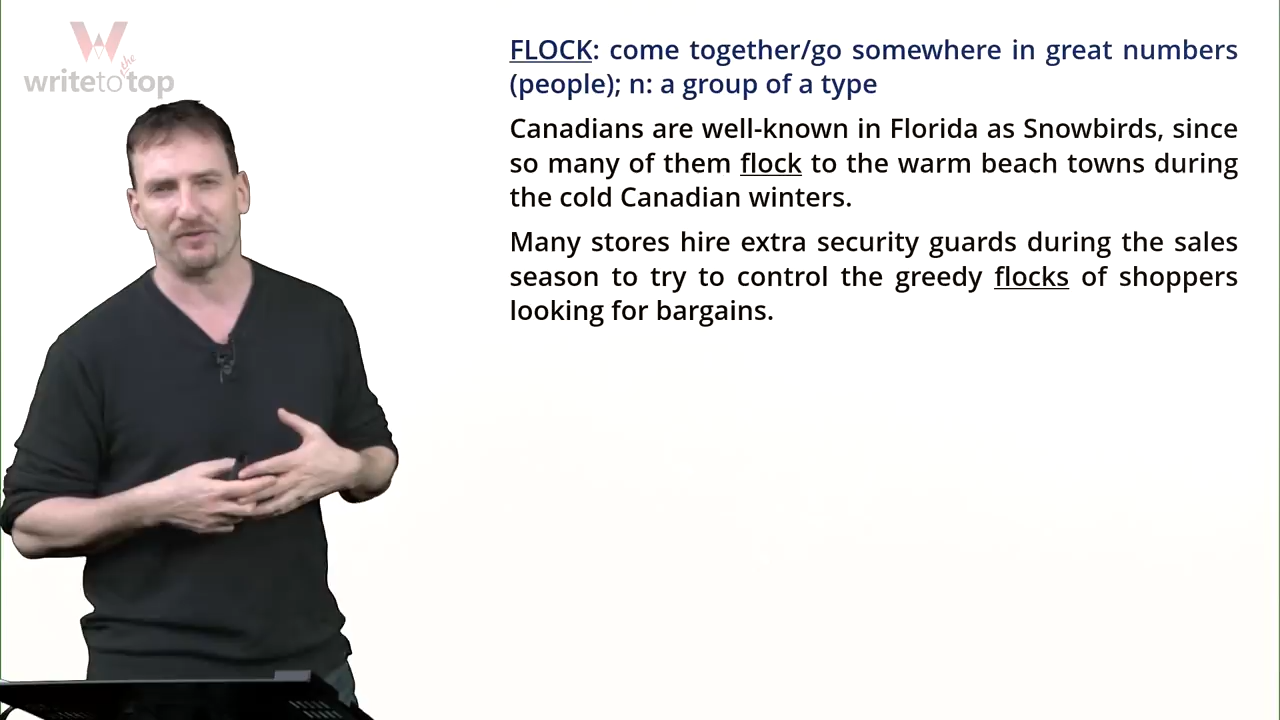 W
the
writetotop
FLOCK: come together/go somewhere in great numbers
(people); n: a group of a type
Canadians are well-known in Florida as Snowbirds, since
so many of them flock to the warm beach towns during
the cold Canadian winters.
Many stores hire extra security guards during the sales
season to try to control the greedy flocks of shoppers
looking for bargains.